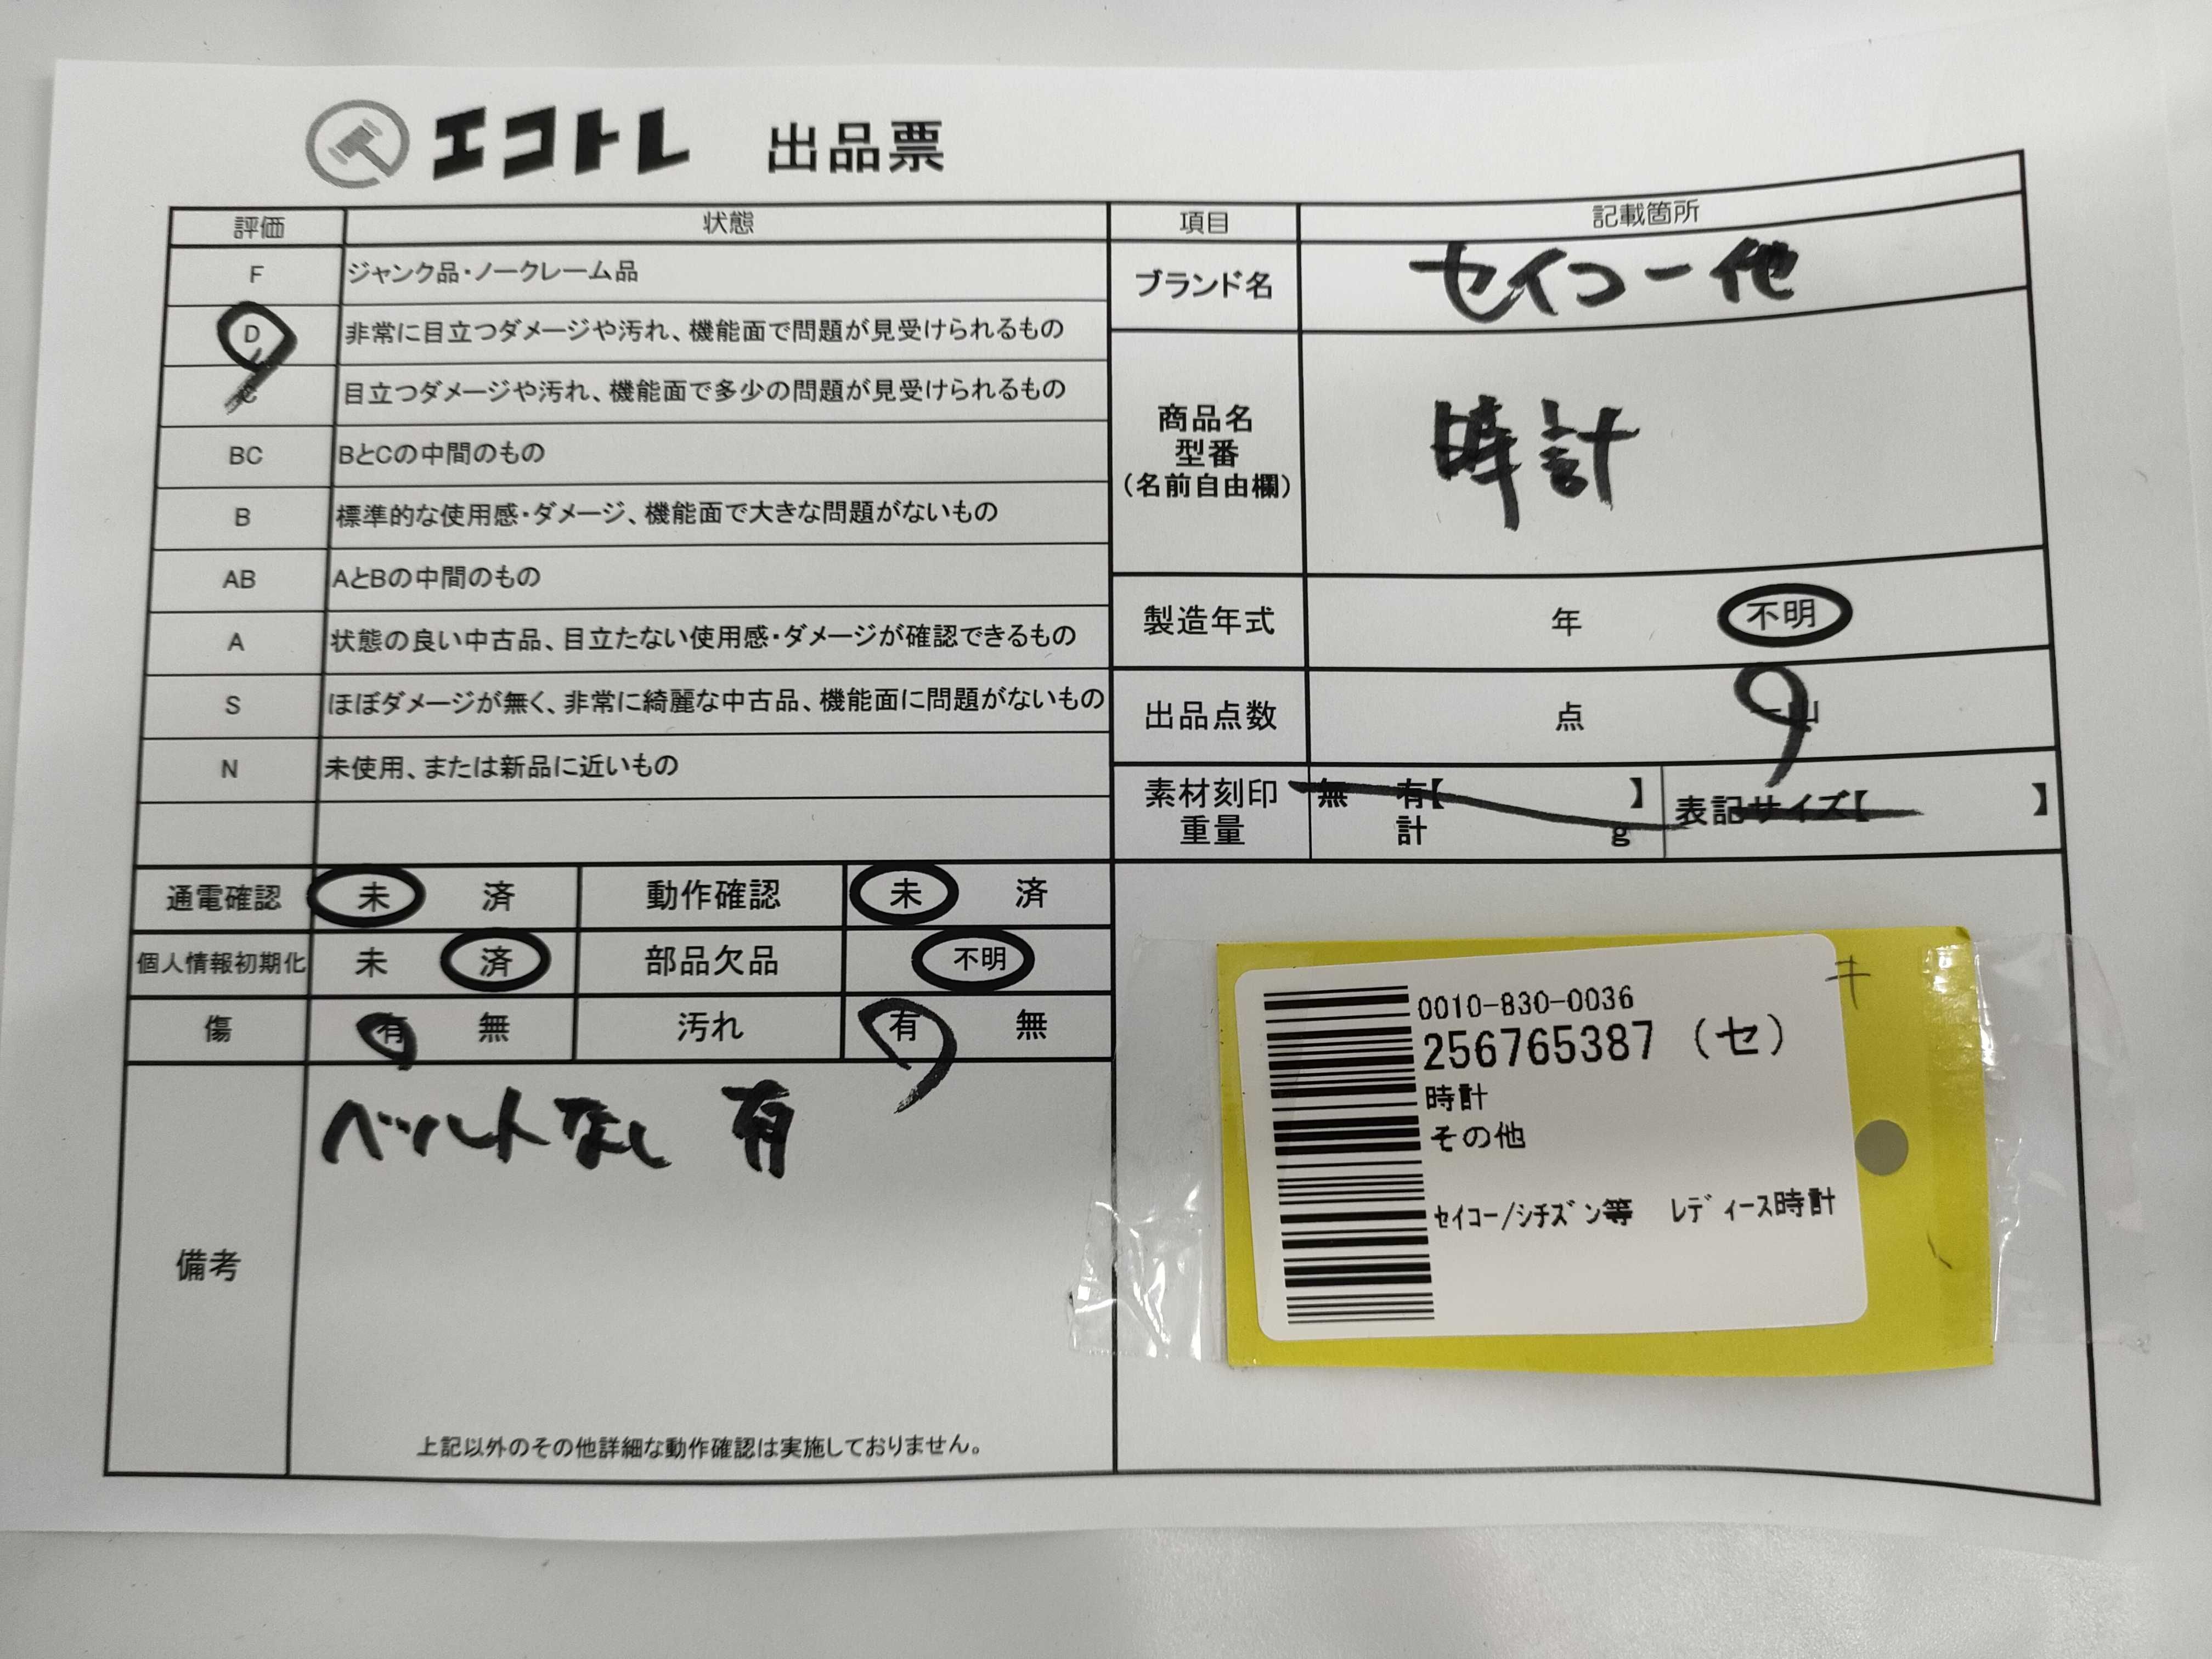 エコトレ 出品票
評価 状態
F ジャンク品・ノークレーム品
D 非常に目立つダメージや汚れ、機能面で問題が見受けられるもの
C 目立つダメージや汚れ、機能面で多少の問題が見受けられるもの
BC BとCの中間のもの
B 標準的な使用感・ダメージ、機能面で大きな問題がないもの
AB AとBの中間のもの
A 状態の良い中古品、目立たない使用感・ダメージが確認できるもの
S ほぼダメージが無く、非常に綺麗な中古品、機能面に問題がないもの
N 未使用、または新品に近いもの
通電確認 未 済 動作確認 未 済
個人情報初期化 未 済 部品欠品 不明
傷 有 無 汚れ 有 無
備考
ベルトなし 有
上記以外のその他詳細な動作確認は実施しておりません。
項目 記載箇所
ブランド名 セイコー他
商品名
型番
(名前自由欄)
時計
製造年式 年 不明
出品点数 点 一山
素材刻印 無 有【 】 表記サイズ【 】
重量 計 g
キ
0010-830-0036
256765387 (セ)
時計
その他
ｾｲｺｰ/ｼﾁｽﾞﾝ等 ﾚﾃﾞｨｰｽ時計